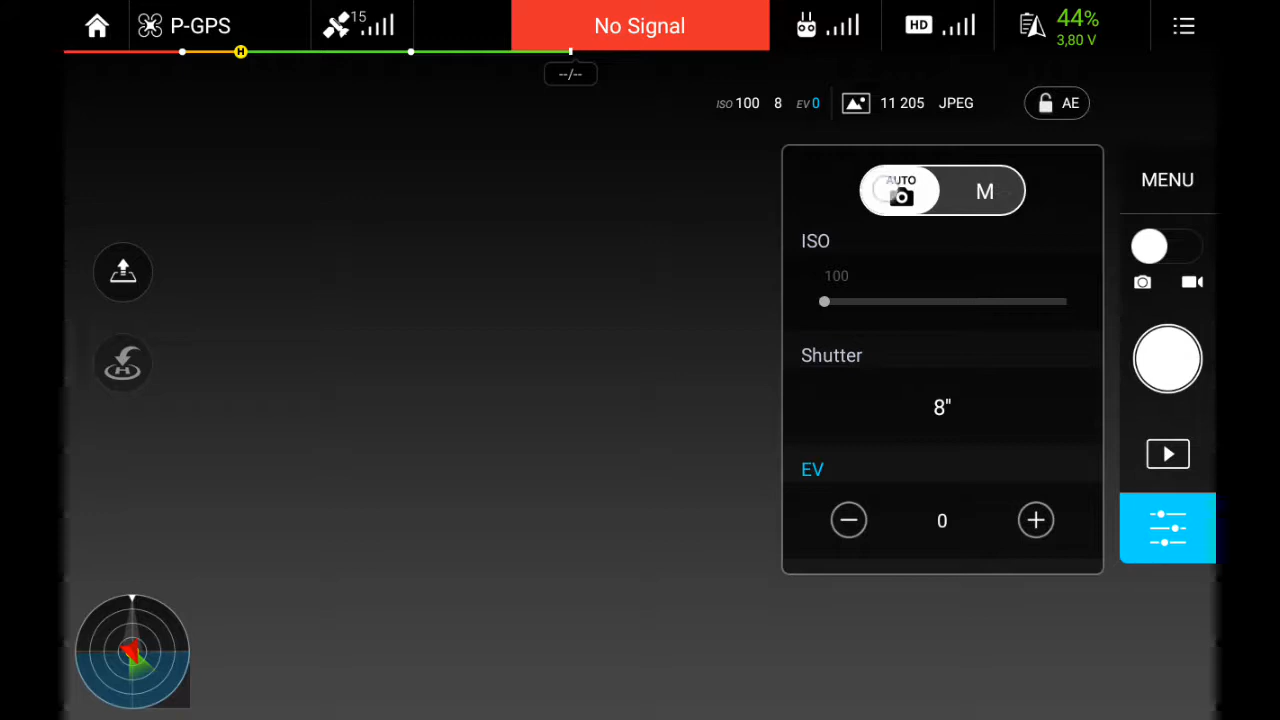 P-GPS
15
No Signal
HD
44%
3,80 V
H
--/--
ISO 100 8 EV 0 11 205 JPEG AE
AUTO M
MENU
ISO
100
Shutter
8"
H
EV
0